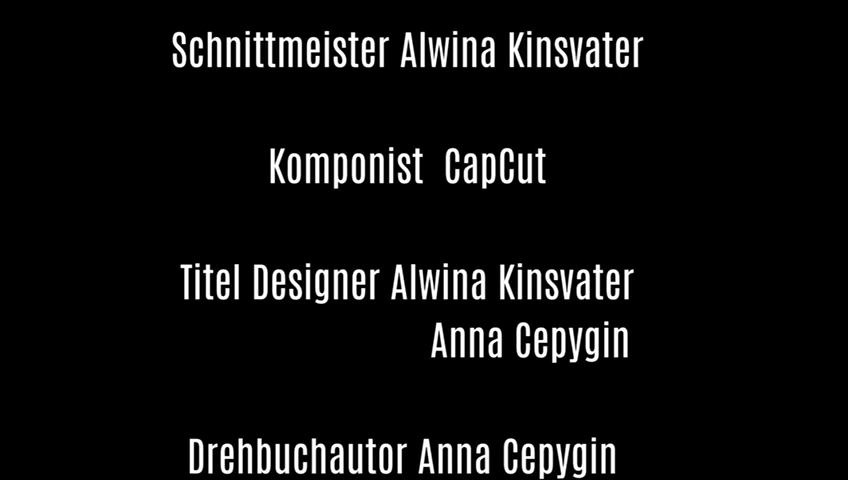 Schnittmeister Alwina Kinsvater
Komponist CapCut
Titel Designer Alwina Kinsvater
Anna Cepygin
Drehbuchautor Anna Cepygin